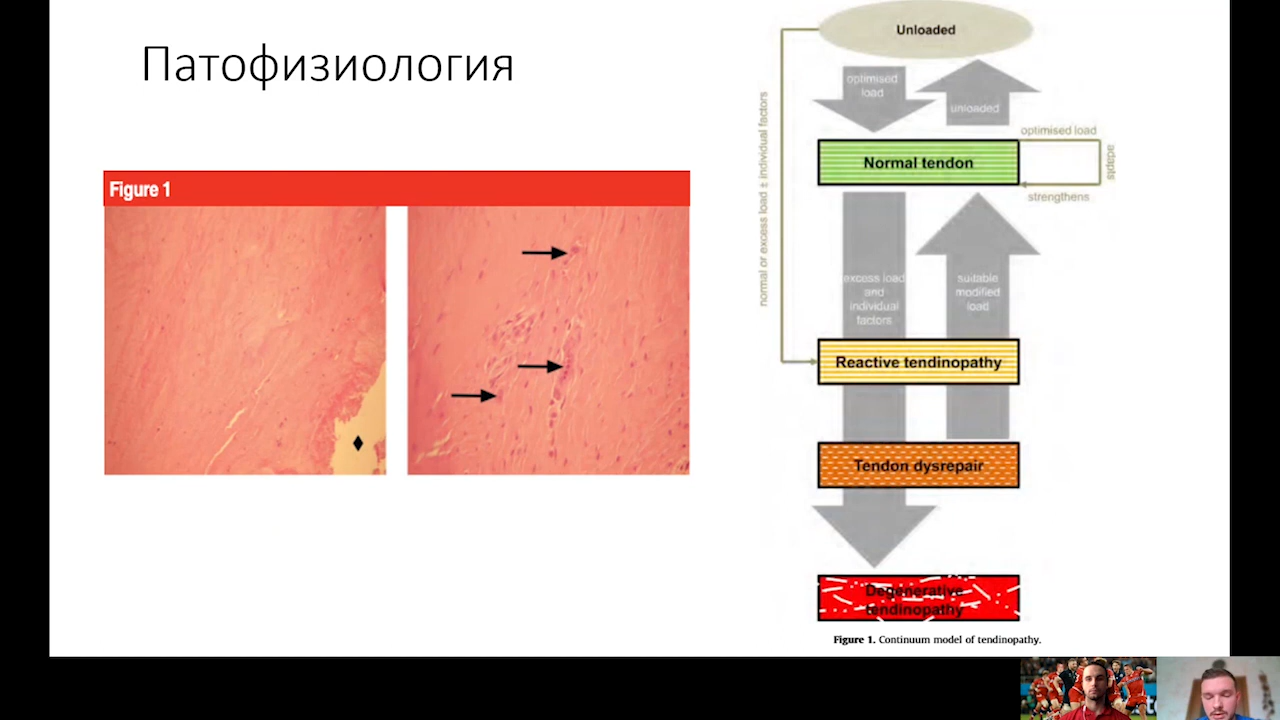 Патофизиология
Figure 1
Unloaded
optimised
load
unloaded
normal or excess load ± individual factors
optimised load
Normal tendon
adapts
strengthens
excess load
and
individual
factors
suitable
modified
load
Reactive tendinopathy
Tendon dysrepair
Degenerative
tendinopathy
Figure 1. Continuum model of tendinopathy.